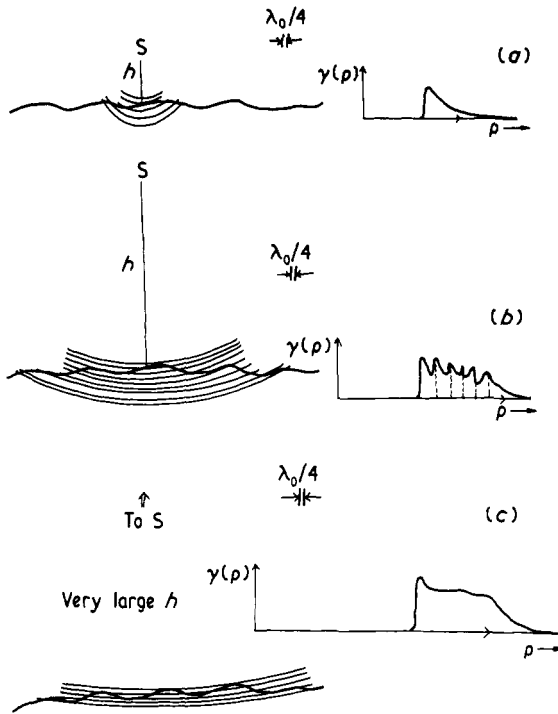 λ₀/4
S
h
(a)
γ(p)
p
S
h
λ₀/4
(b)
γ(p)
p
λ₀/4
To S
(c)
Very large h
γ(p)
p